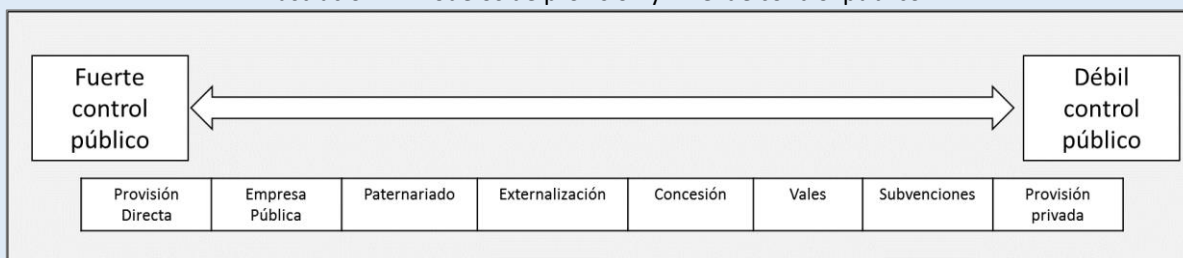 Fuerte
control
público
Débil
control
público
Provisión
Directa
Empresa
Pública
Paternariado
Externalización
Concesión
Vales
Subvenciones
Provisión
privada